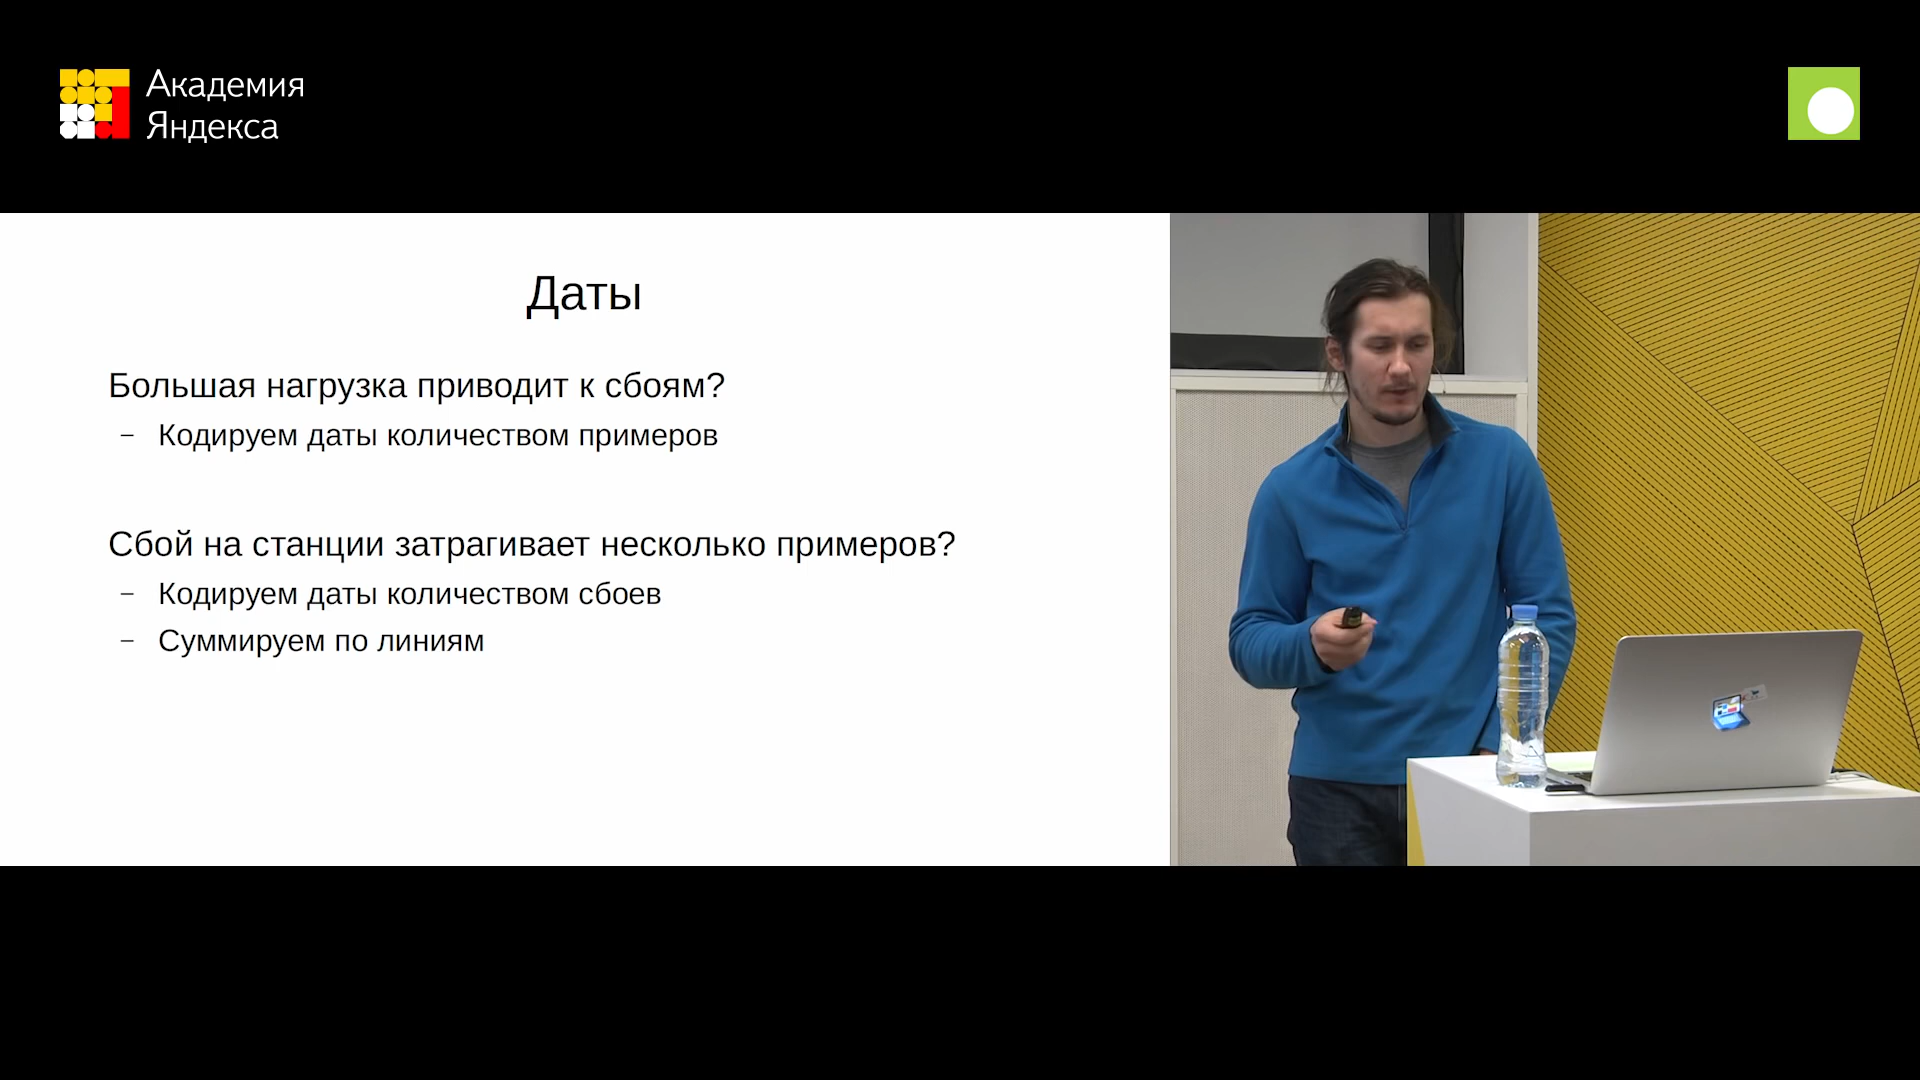 Академия
Яндекса
Даты
Большая нагрузка приводит к сбоям?
– Кодируем даты количеством примеров
Сбой на станции затрагивает несколько примеров?
– Кодируем даты количеством сбоев
– Суммируем по линиям